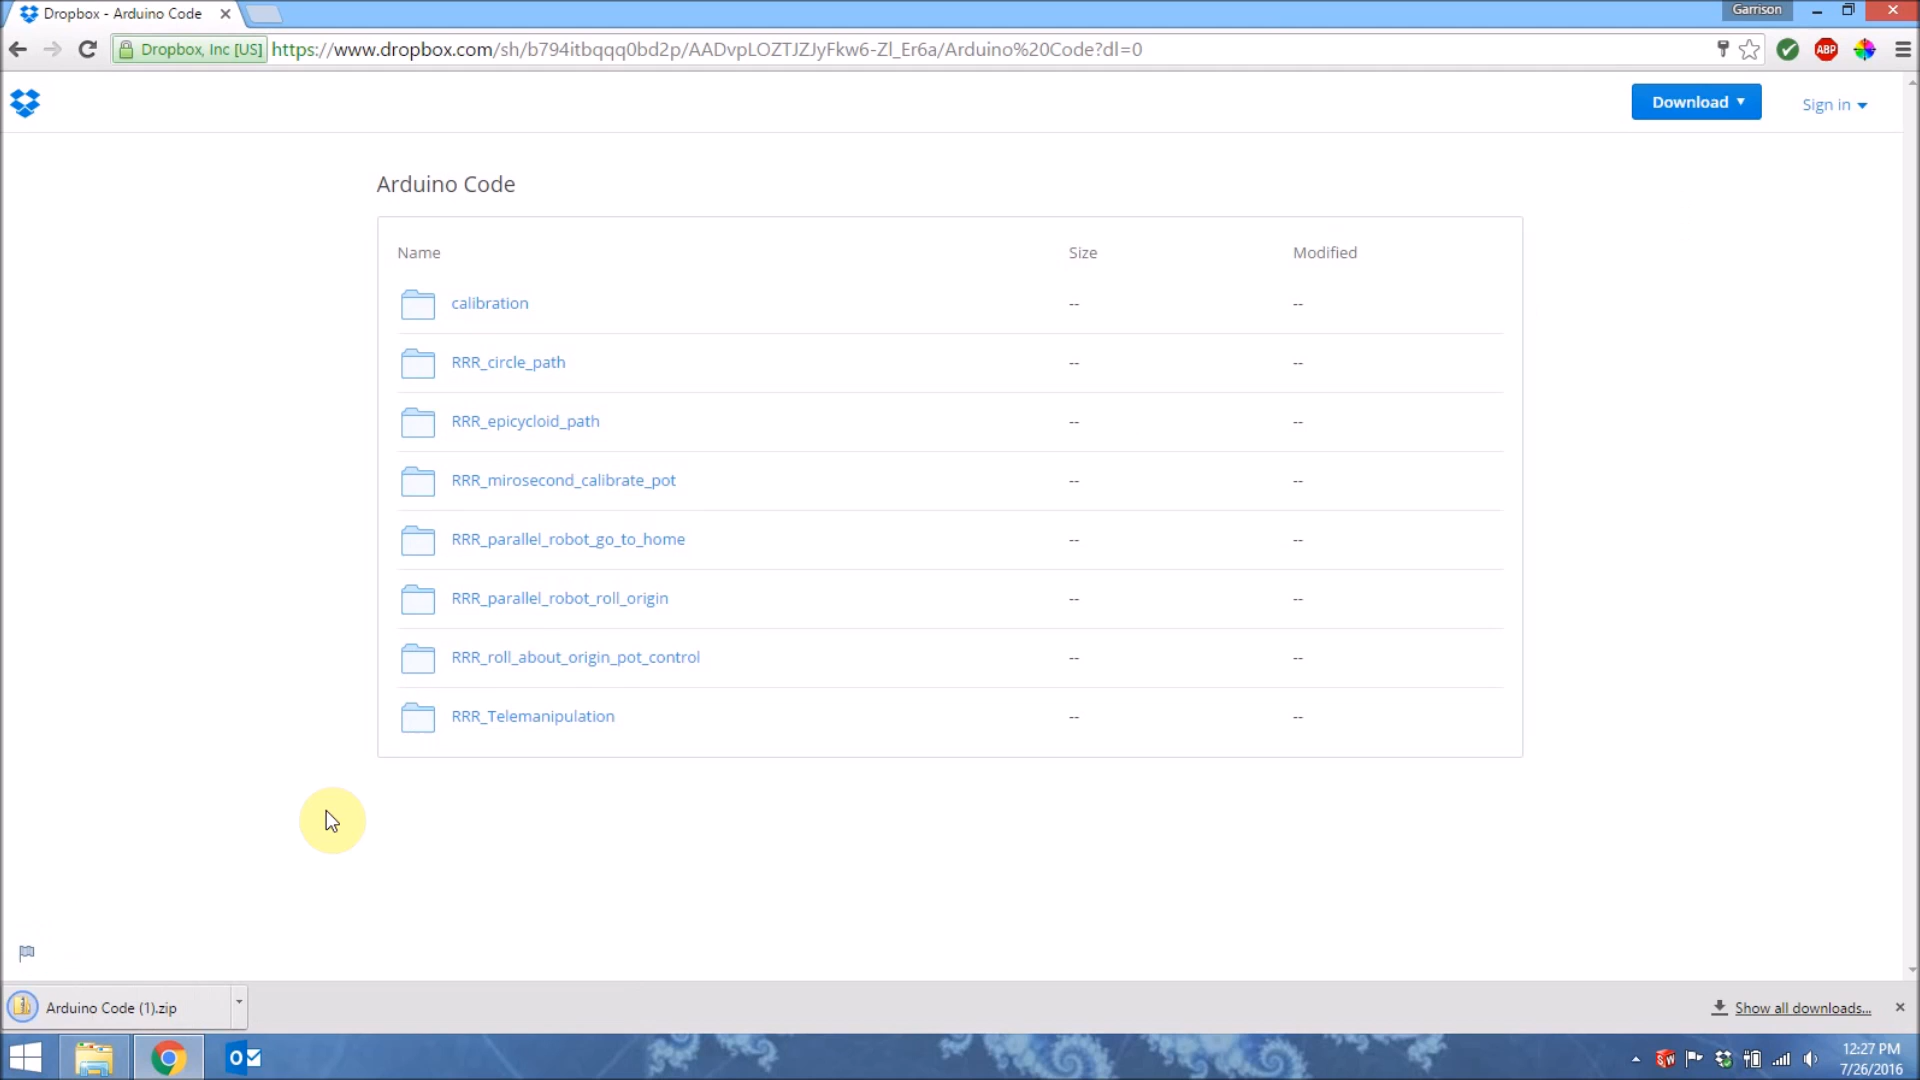 Dropbox - Arduino Code
Garrison
Dropbox, Inc [US] https://www.dropbox.com/sh/b794itbqqq0bd2p/AADvpLOZTJZJyFkw6-Zl_Er6a/Arduino%20Code?dl=0
ABP
Download
Sign in
Arduino Code
Name Size Modified
calibration -- --
RRR_circle_path -- --
RRR_epicycloid_path -- --
RRR_mirosecond_calibrate_pot -- --
RRR_parallel_robot_go_to_home -- --
RRR_parallel_robot_roll_origin -- --
RRR_roll_about_origin_pot_control -- --
RRR_Telemanipulation -- --
Arduino Code (1).zip
Show all downloads...
12:27 PM
7/26/2016